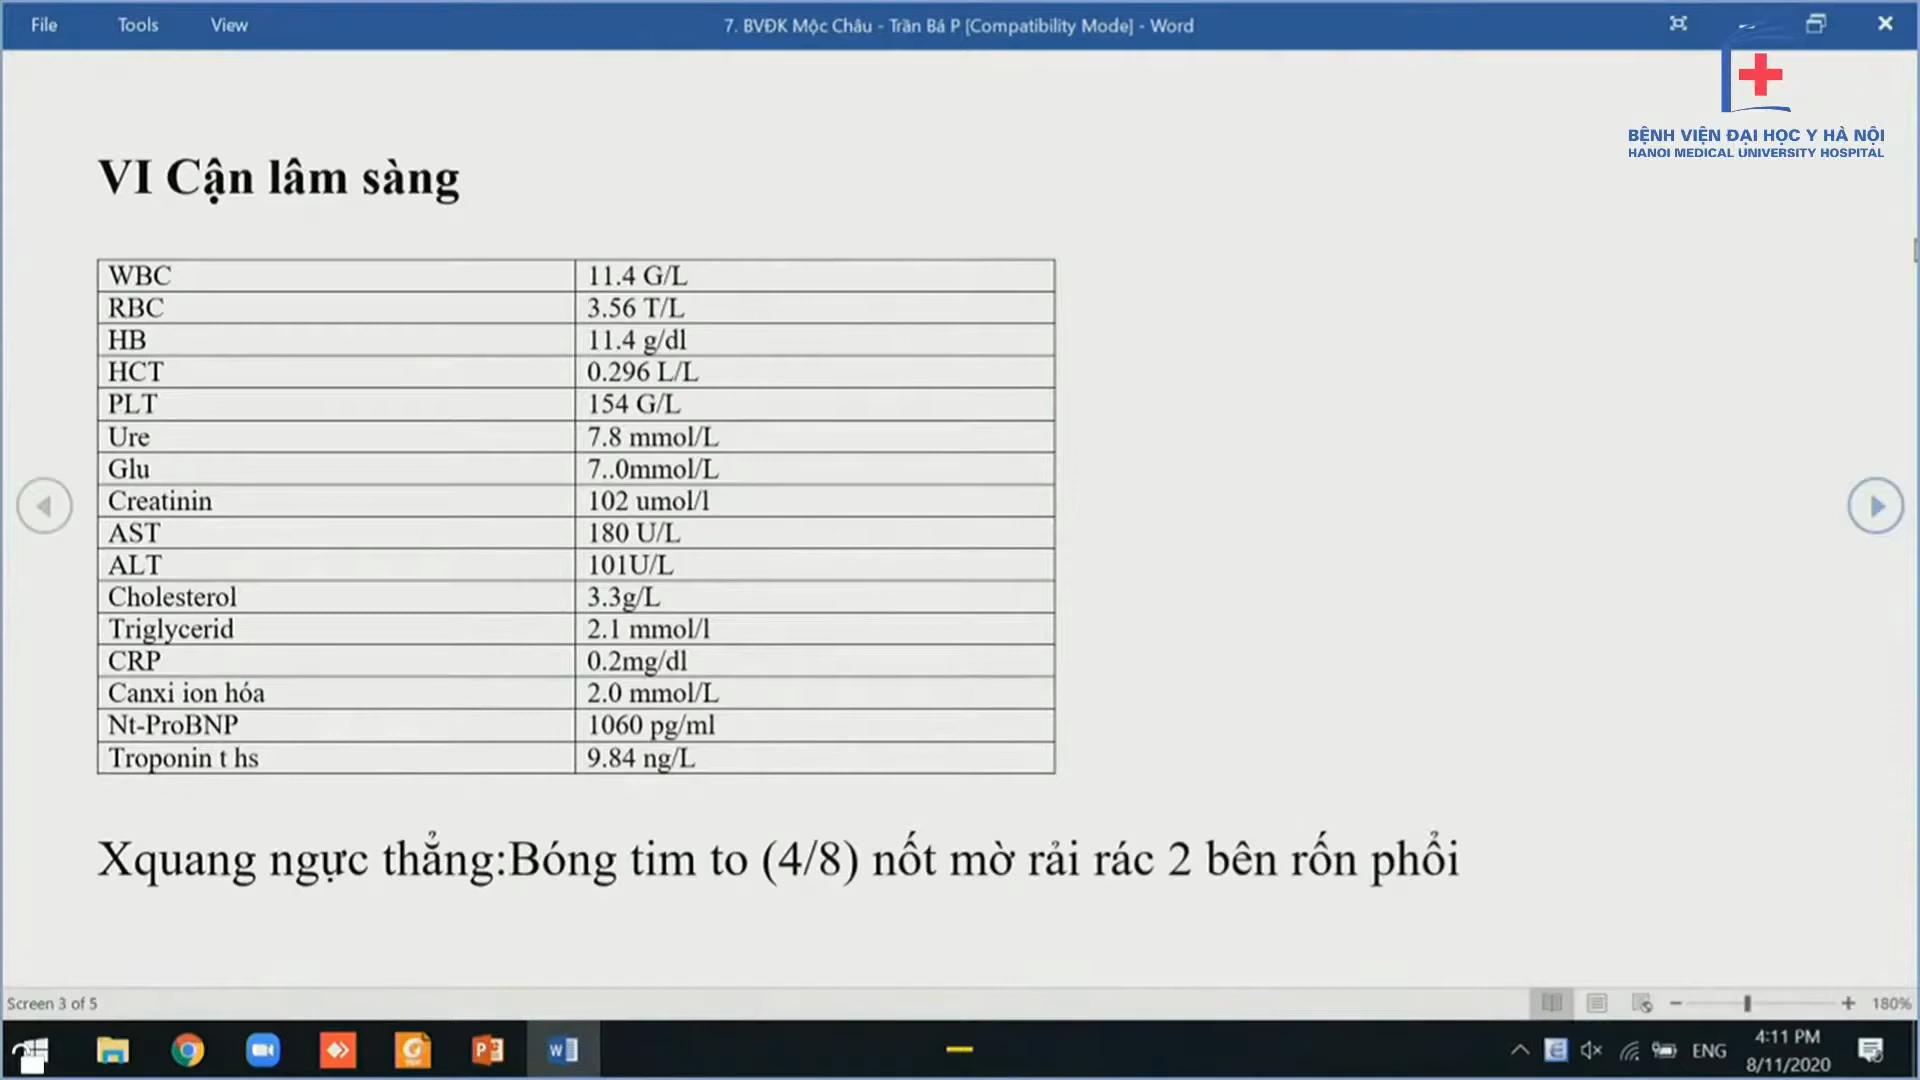 File Tools View 7. BVĐK Mộc Châu - Trần Bá P [Compatibility Mode] - Word
BỆNH VIỆN ĐẠI HỌC Y HÀ NỘI
HANOI MEDICAL UNIVERSITY HOSPITAL
VI Cận lâm sàng
WBC 11.4 G/L
RBC 3.56 T/L
HB 11.4 g/dl
HCT 0.296 L/L
PLT 154 G/L
Ure 7.8 mmol/L
Glu 7..0mmol/L
Creatinin 102 umol/l
AST 180 U/L
ALT 101U/L
Cholesterol 3.3g/L
Triglycerid 2.1 mmol/l
CRP 0.2mg/dl
Canxi ion hóa 2.0 mmol/L
Nt-ProBNP 1060 pg/ml
Troponin t hs 9.84 ng/L
Xquang ngực thẳng:Bóng tim to (4/8) nốt mờ rải rác 2 bên rốn phổi
Screen 3 of 5 180%
ENG 4:11 PM
8/11/2020